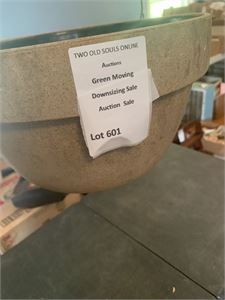 TWO OLD SOULS ONLINE
Auctions
Green Moving
Downsizing Sale
Auction Sale
Lot 601